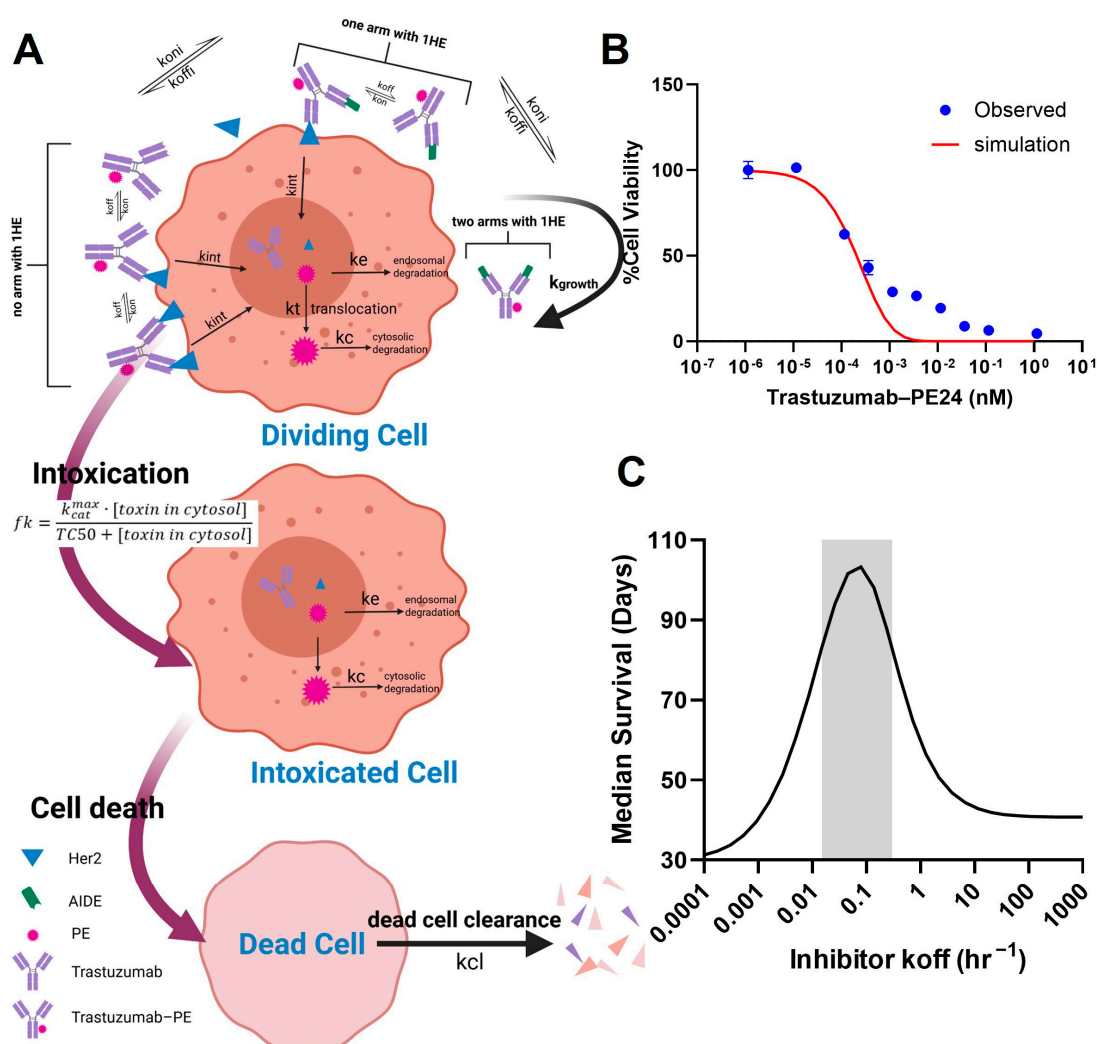 A
koni
koffi
one arm with 1HE
koff
kon
koni
koffi
no arm with 1HE
koff
kon
koff
kon
kint
kint
kint
ke
endosomal
degradation
kt
translocation
kc
cytosolic
degradation
two arms with 1HE
kgrowth
Dividing Cell
Intoxication
fk = k_cat^max · [toxin in cytosol] / TC50 + [toxin in cytosol]
ke
endosomal
degradation
kc
cytosolic
degradation
Intoxicated Cell
Cell death
Her2
AIDE
PE
Trastuzumab
Trastuzumab–PE
Dead Cell
dead cell clearance
kcl
B
%Cell Viability
150
100
50
0
10⁻⁷ 10⁻⁶ 10⁻⁵ 10⁻⁴ 10⁻³ 10⁻² 10⁻¹ 10⁰ 10¹
Trastuzumab–PE24 (nM)
Observed
simulation
C
Median Survival (Days)
110
90
70
50
30
0.0001 0.001 0.01 0.1 1 10 100 1000
Inhibitor koff (hr⁻¹)